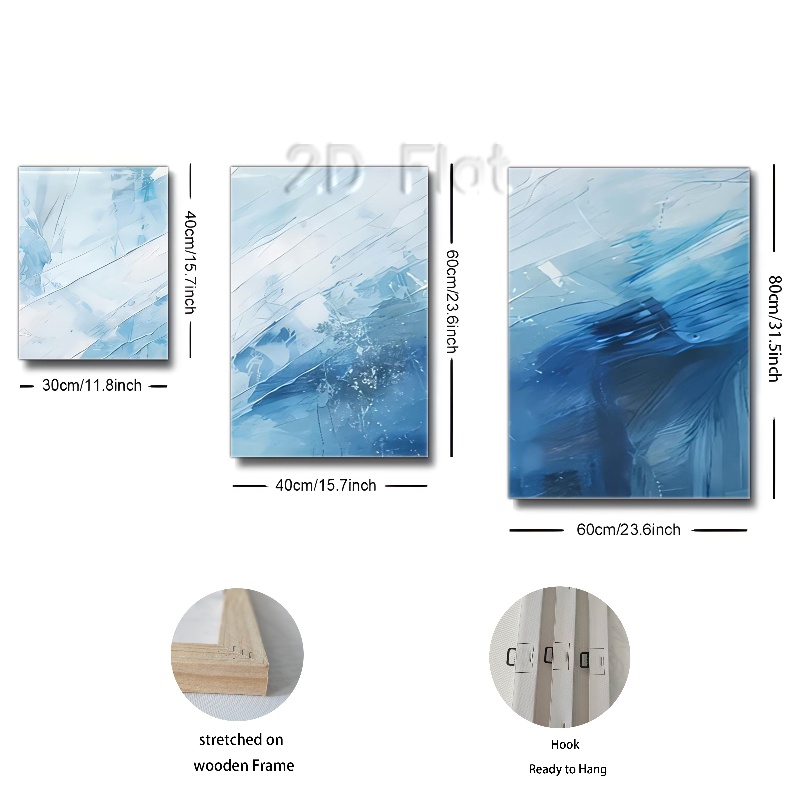 2D Flat
40cm/15.7inch
60cm/23.6inch
80cm/31.5inch
30cm/11.8inch
40cm/15.7inch
60cm/23.6inch
stretched on
wooden Frame
Hook
Ready to Hang